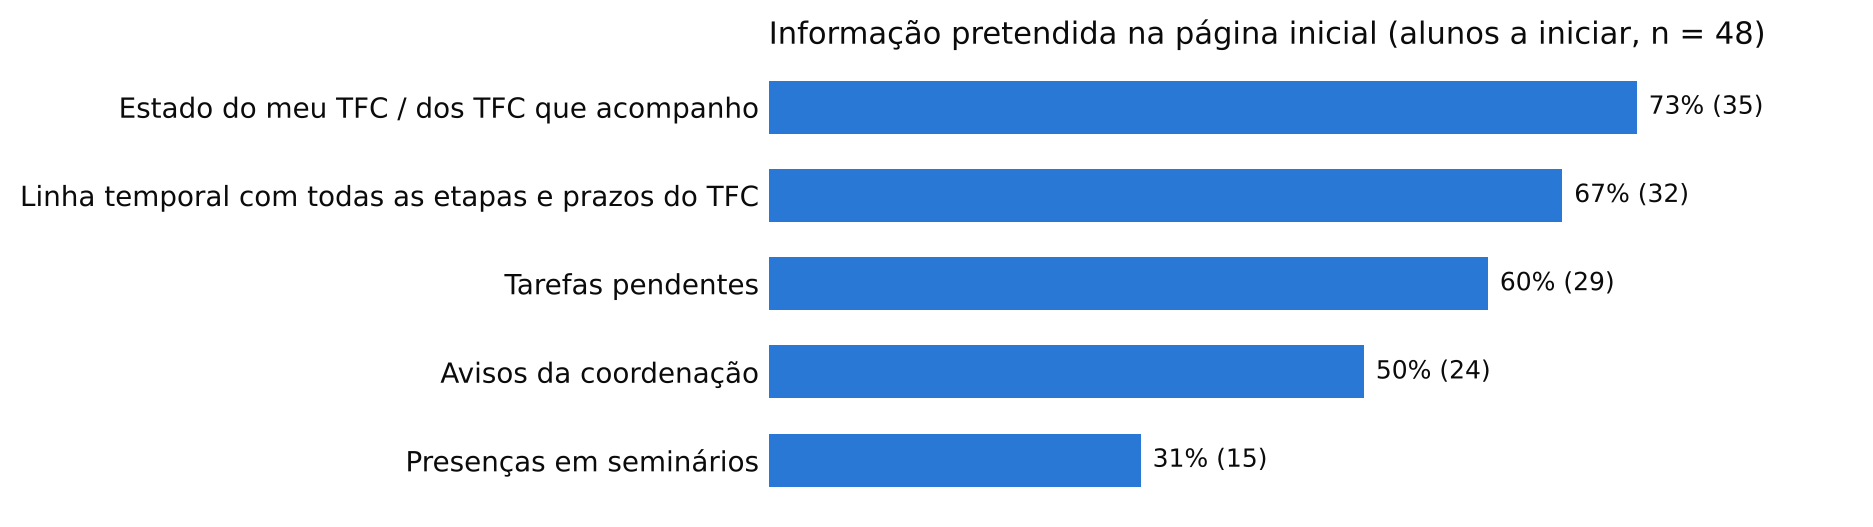 Informação pretendida na página inicial (alunos a iniciar, n = 48)
Estado do meu TFC / dos TFC que acompanho 73% (35)
Linha temporal com todas as etapas e prazos do TFC 67% (32)
Tarefas pendentes 60% (29)
Avisos da coordenação 50% (24)
Presenças em seminários 31% (15)